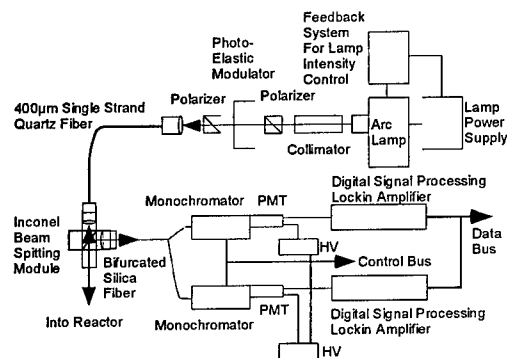 Feedback
System
For Lamp
Intensity
Control
Photo-
Elastic
Modulator
Polarizer
Polarizer
400µm Single Strand
Quartz Fiber
Arc
Lamp
Lamp
Power
Supply
Collimator
Digital Signal Processing
Lockin Amplifier
Monochromator
PMT
Inconel
Beam
Spitting
Module
HV
Data
Bus
Bifurcated
Silica
Fiber
Control Bus
Into Reactor
Monochromator
PMT
Digital Signal Processing
Lockin Amplifier
HV